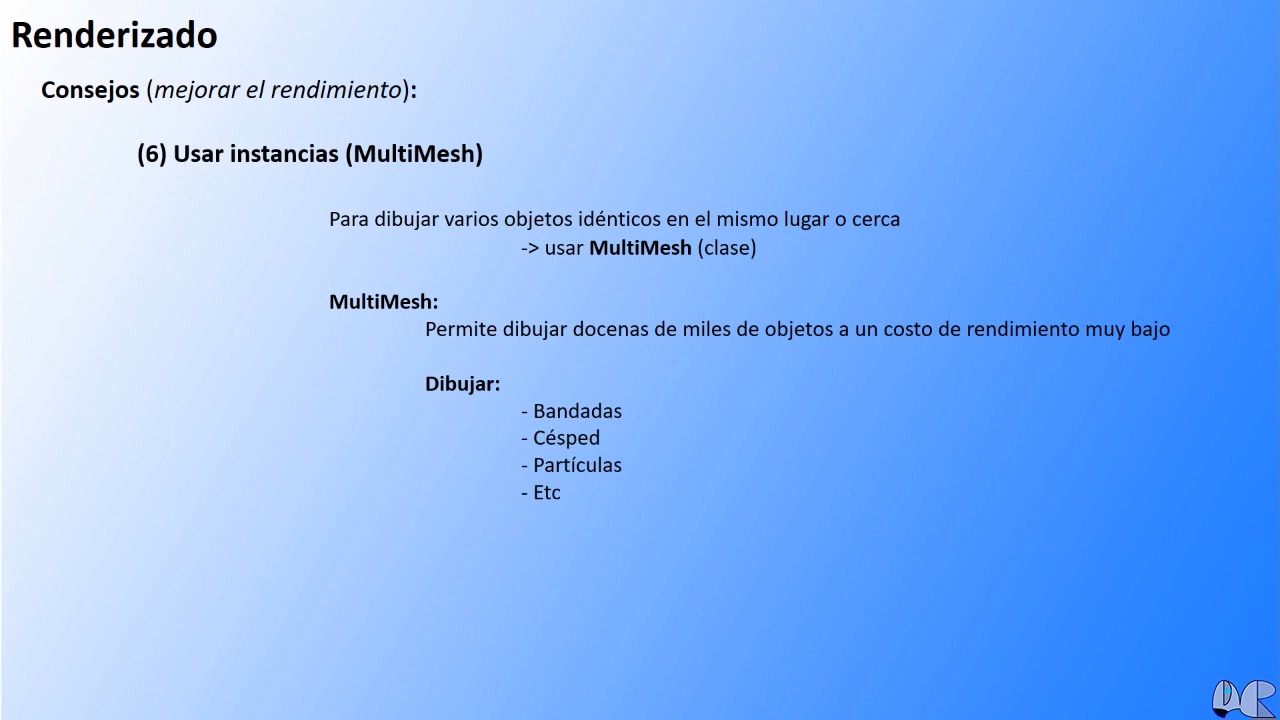 Renderizado
Consejos (mejorar el rendimiento):
(6) Usar instancias (MultiMesh)
Para dibujar varios objetos idénticos en el mismo lugar o cerca
-> usar MultiMesh (clase)
MultiMesh:
Permite dibujar docenas de miles de objetos a un costo de rendimiento muy bajo
Dibujar:
- Bandadas
- Césped
- Partículas
- Etc